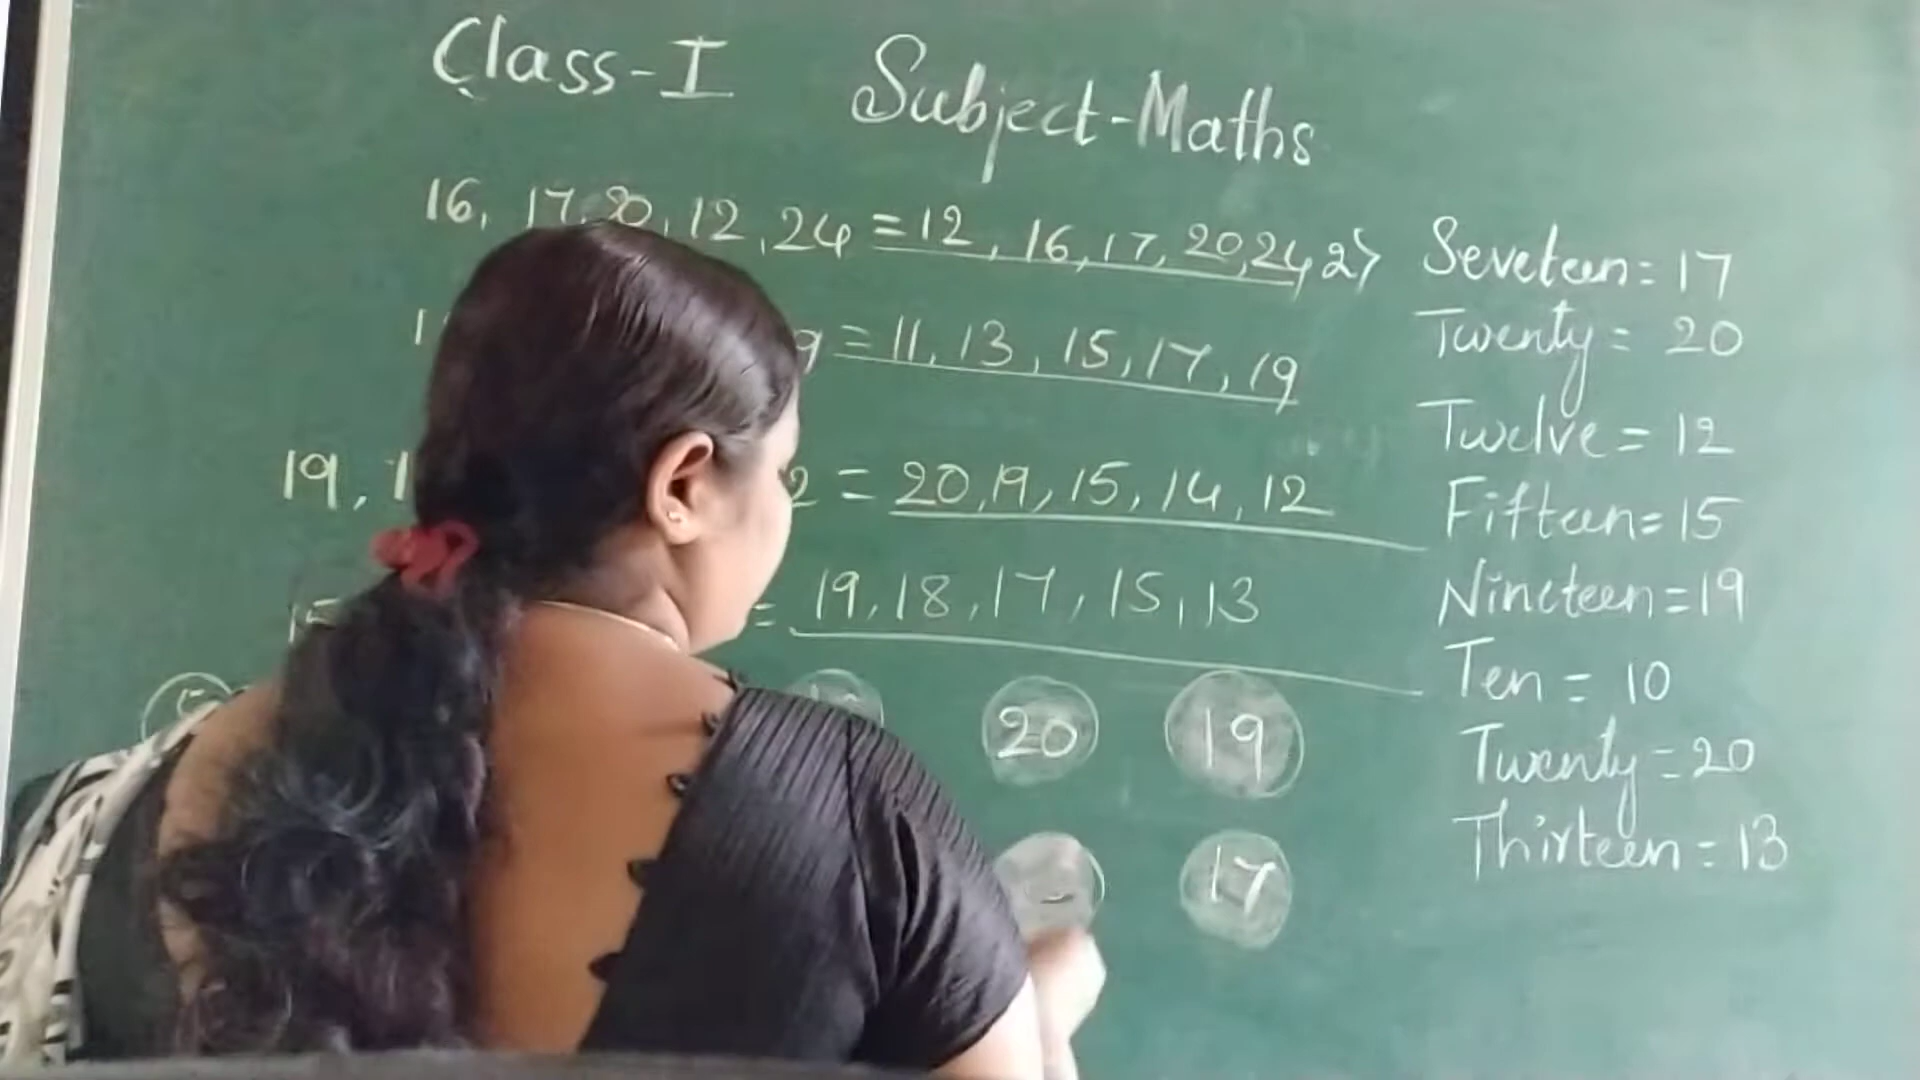 Class-I Subject-Maths
16, 17, 20, 12, 24 = 12, 16, 17, 20, 24, 2
= 11, 13, 15, 17, 19
19, 2 = 20, 19, 15, 14, 12
15 = 19, 18, 17, 15, 13
20 19
17
Seveteen = 17
Twenty = 20
Twelve = 12
Fifteen = 15
Nineteen = 19
Ten = 10
Twenty = 20
Thirteen = 13